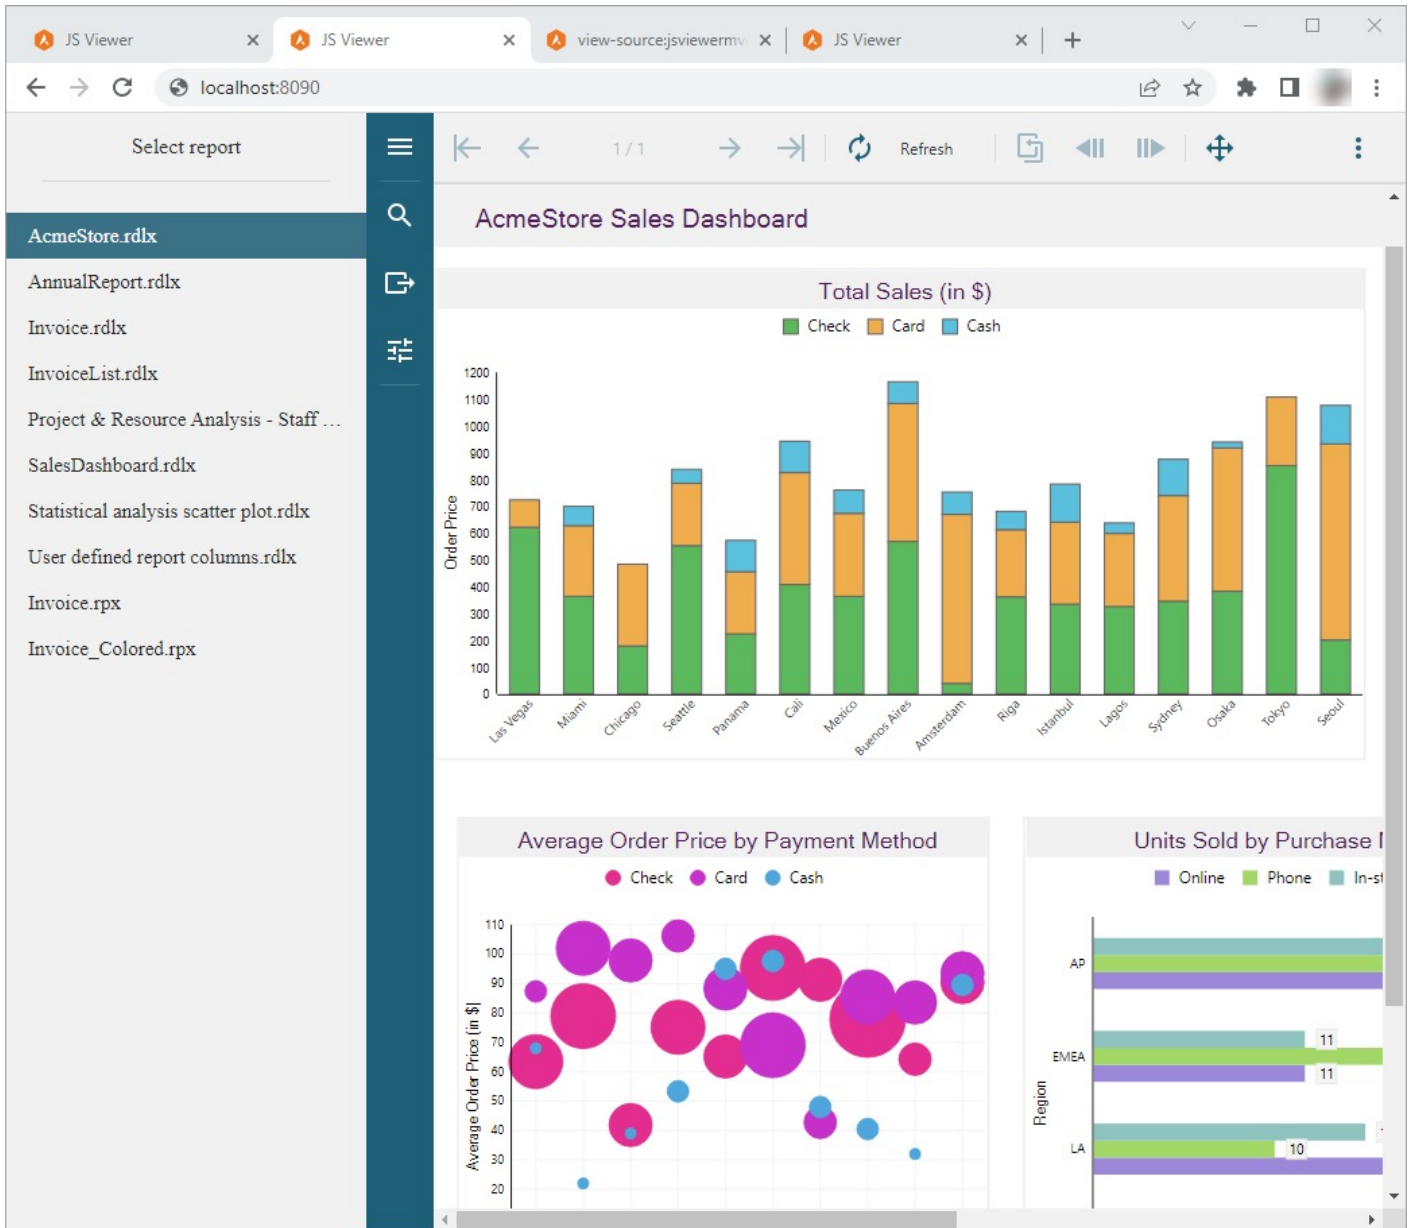 JS Viewer
JS Viewer
view-source:jsviewermv
JS Viewer
localhost:8090
Select report
AcmeStore.rdlx
AnnualReport.rdlx
Invoice.rdlx
InvoiceList.rdlx
Project & Resource Analysis - Staff ...
SalesDashboard.rdlx
Statistical analysis scatter plot.rdlx
User defined report columns.rdlx
Invoice.rpx
Invoice_Colored.rpx
1 / 1
Refresh
AcmeStore Sales Dashboard
Total Sales (in $)
Check Card Cash
Order Price
1200
1100
1000
900
800
700
600
500
400
300
200
100
0
Las Vegas
Miami
Chicago
Seattle
Panama
Cali
Mexico
Buenos Aires
Amsterdam
Riga
Istanbul
Lagos
Sydney
Osaka
Tokyo
Seoul
Average Order Price by Payment Method
Check Card Cash
Average Order Price (in $)
110
100
90
80
70
60
50
40
30
20
Units Sold by Purchase
Online Phone In-st
Region
AP
EMEA
11
11
LA
10